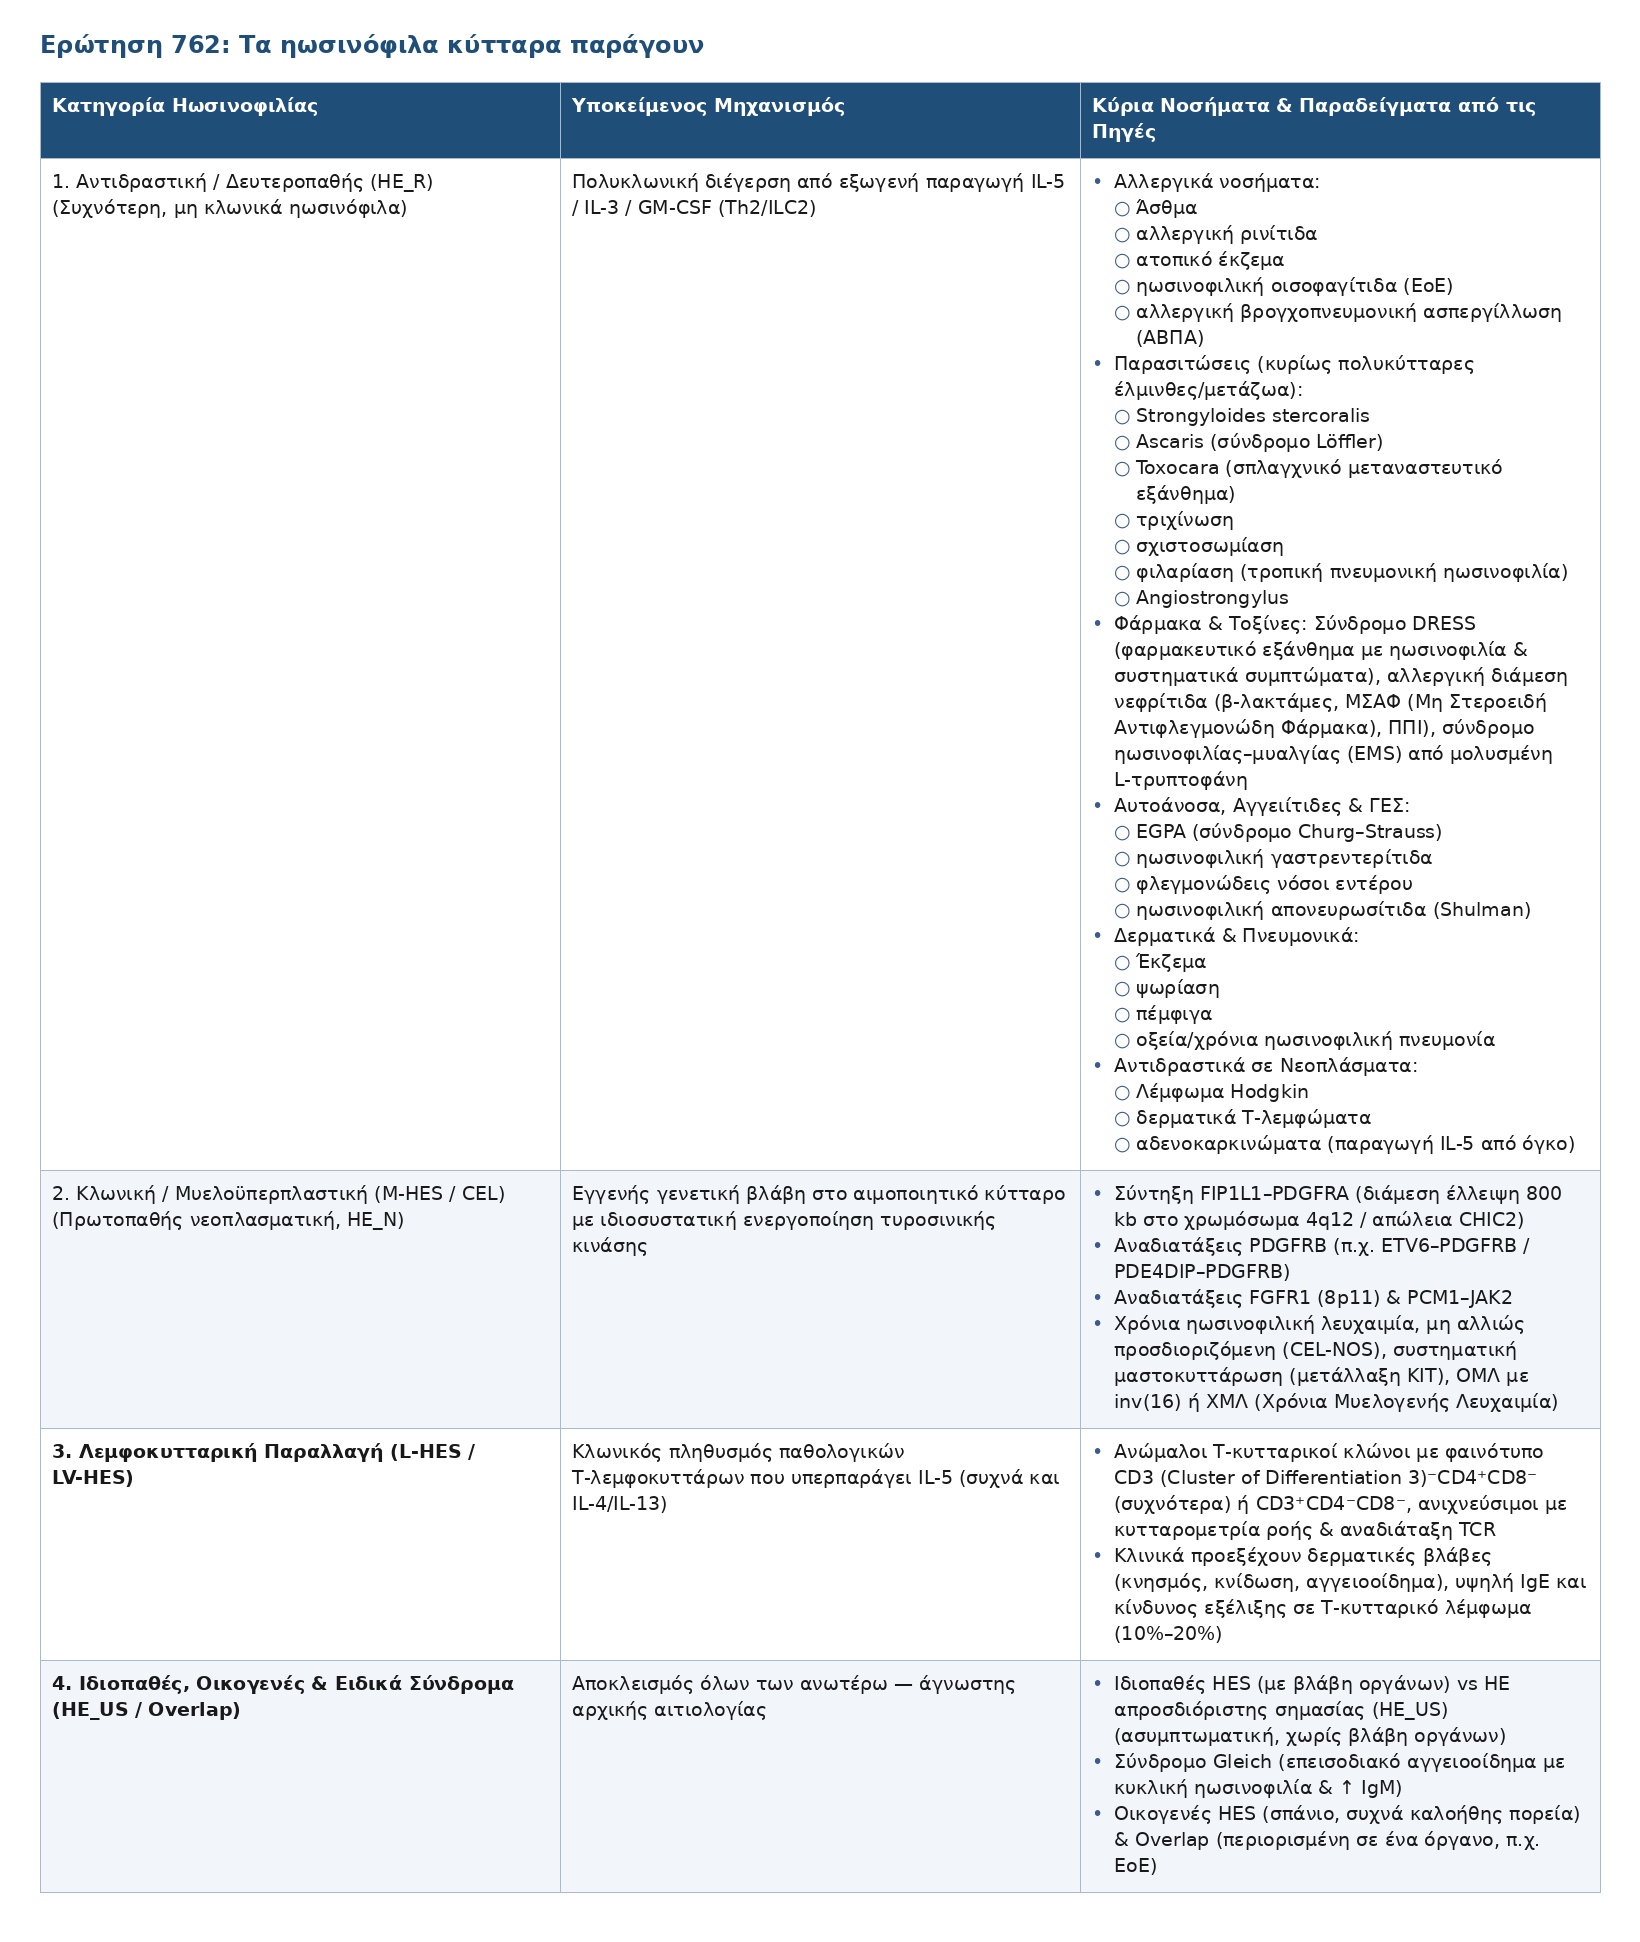 Ερώτηση 762: Τα ηωσινόφιλα κύτταρα παράγουν
Κατηγορία Ηωσινοφιλίας
Υποκείμενος Μηχανισμός
Κύρια Νοσήματα & Παραδείγματα από τις
Πηγές
1. Αντιδραστική / Δευτεροπαθής (HE_R)
(Συχνότερη, μη κλωνικά ηωσινόφιλα)
Πολυκλωνική διέγερση από εξωγενή παραγωγή IL-5
/ IL-3 / GM-CSF (Th2/ILC2)
• Αλλεργικά νοσήματα:
○ Άσθμα
○ αλλεργική ρινίτιδα
○ ατοπικό έκζεμα
○ ηωσινοφιλική οισοφαγίτιδα (EoE)
○ αλλεργική βρογχοπνευμονική ασπεργίλλωση
(ΑΒΠΑ)
• Παρασιτώσεις (κυρίως πολυκύτταρες
έλμινθες/μετάζωα):
○ Strongyloides stercoralis
○ Ascaris (σύνδρομο Löffler)
○ Toxocara (σπλαγχνικό μεταναστευτικό
εξάνθημα)
○ τριχίνωση
○ σχιστοσωμίαση
○ φιλαρίαση (τροπική πνευμονική ηωσινοφιλία)
○ Angiostrongylus
• Φάρμακα & Τοξίνες: Σύνδρομο DRESS
(φαρμακευτικό εξάνθημα με ηωσινοφιλία &
συστηματικά συμπτώματα), αλλεργική διάμεση
νεφρίτιδα (β-λακτάμες, ΜΣΑΦ (Μη Στεροειδή
Αντιφλεγμονώδη Φάρμακα), ΠΠΙ), σύνδρομο
ηωσινοφιλίας–μυαλγίας (EMS) από μολυσμένη
L-τρυπτοφάνη
• Αυτοάνοσα, Αγγειίτιδες & ΓΕΣ:
○ EGPA (σύνδρομο Churg–Strauss)
○ ηωσινοφιλική γαστρεντερίτιδα
○ φλεγμονώδεις νόσοι εντέρου
○ ηωσινοφιλική απονευρωσίτιδα (Shulman)
• Δερματικά & Πνευμονικά:
○ Έκζεμα
○ ψωρίαση
○ πέμφιγα
○ οξεία/χρόνια ηωσινοφιλική πνευμονία
• Αντιδραστικά σε Νεοπλάσματα:
○ Λέμφωμα Hodgkin
○ δερματικά Τ-λεμφώματα
○ αδενοκαρκινώματα (παραγωγή IL-5 από όγκο)
2. Κλωνική / Μυελοϋπερπλαστική (M-HES / CEL)
(Πρωτοπαθής νεοπλασματική, HE_N)
Εγγενής γενετική βλάβη στο αιμοποιητικό κύτταρο
με ιδιοσυστατική ενεργοποίηση τυροσινικής
κινάσης
• Σύντηξη FIP1L1–PDGFRA (διάμεση έλλειψη 800
kb στο χρωμόσωμα 4q12 / απώλεια CHIC2)
• Αναδιατάξεις PDGFRB (π.χ. ETV6–PDGFRB /
PDE4DIP–PDGFRB)
• Αναδιατάξεις FGFR1 (8p11) & PCM1–JAK2
• Χρόνια ηωσινοφιλική λευχαιμία, μη αλλιώς
προσδιοριζόμενη (CEL-NOS), συστηματική
μαστοκυττάρωση (μετάλλαξη KIT), ΟΜΛ με
inv(16) ή ΧΜΛ (Χρόνια Μυελογενής Λευχαιμία)
3. Λεμφοκυτταρική Παραλλαγή (L-HES /
LV-HES)
Κλωνικός πληθυσμός παθολογικών
Τ-λεμφοκυττάρων που υπερπαράγει IL-5 (συχνά και
IL-4/IL-13)
• Ανώμαλοι Τ-κυτταρικοί κλώνοι με φαινότυπο
CD3 (Cluster of Differentiation 3)⁻CD4⁺CD8⁻
(συχνότερα) ή CD3⁺CD4⁻CD8⁻, ανιχνεύσιμοι με
κυτταρομετρία ροής & αναδιάταξη TCR
• Κλινικά προεξέχουν δερματικές βλάβες
(κνησμός, κνίδωση, αγγειοοίδημα), υψηλή IgE και
κίνδυνος εξέλιξης σε Τ-κυτταρικό λέμφωμα
(10%–20%)
4. Ιδιοπαθές, Οικογενές & Ειδικά Σύνδρομα
(HE_US / Overlap)
Αποκλεισμός όλων των ανωτέρω — άγνωστης
αρχικής αιτιολογίας
• Ιδιοπαθές HES (με βλάβη οργάνων) vs HE
απροσδιόριστης σημασίας (HE_US)
(ασυμπτωματική, χωρίς βλάβη οργάνων)
• Σύνδρομο Gleich (επεισοδιακό αγγειοοίδημα με
κυκλική ηωσινοφιλία & ↑ IgM)
• Οικογενές HES (σπάνιο, συχνά καλοήθης πορεία)
& Overlap (περιορισμένη σε ένα όργανο, π.χ.
EoE)